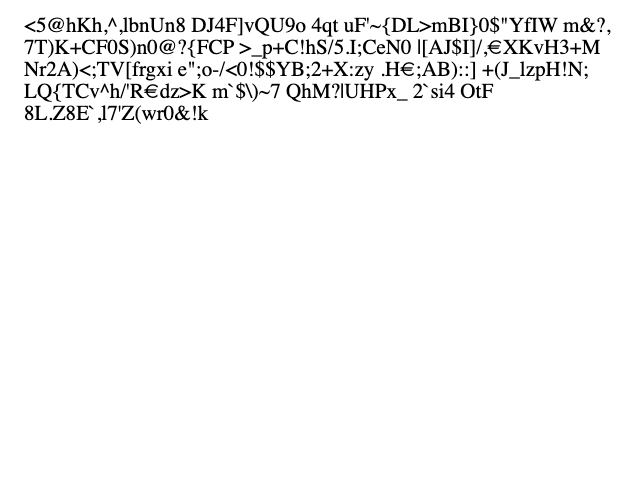 <5@hKh,^,lbnUn8 DJ4F]vQU9o 4qt uF'~{DL>mBI}0$"YfIW m&?,
7T)K+CF0S)n0@?{FCP >_p+C!hS/5.I;CeN0 |[AJ$I]/,€XKvH3+M
Nr2A)<;TV[frgxi e";o-/<0!$$YB;2+X:zy .H€;AB)::] +(J_lzpH!N;
LQ{TCv^h/'R€dz>K m`$\)~7 QhM?|UHPx_ 2`si4 OtF
8L.Z8E`,l7'Z(wr0&!k